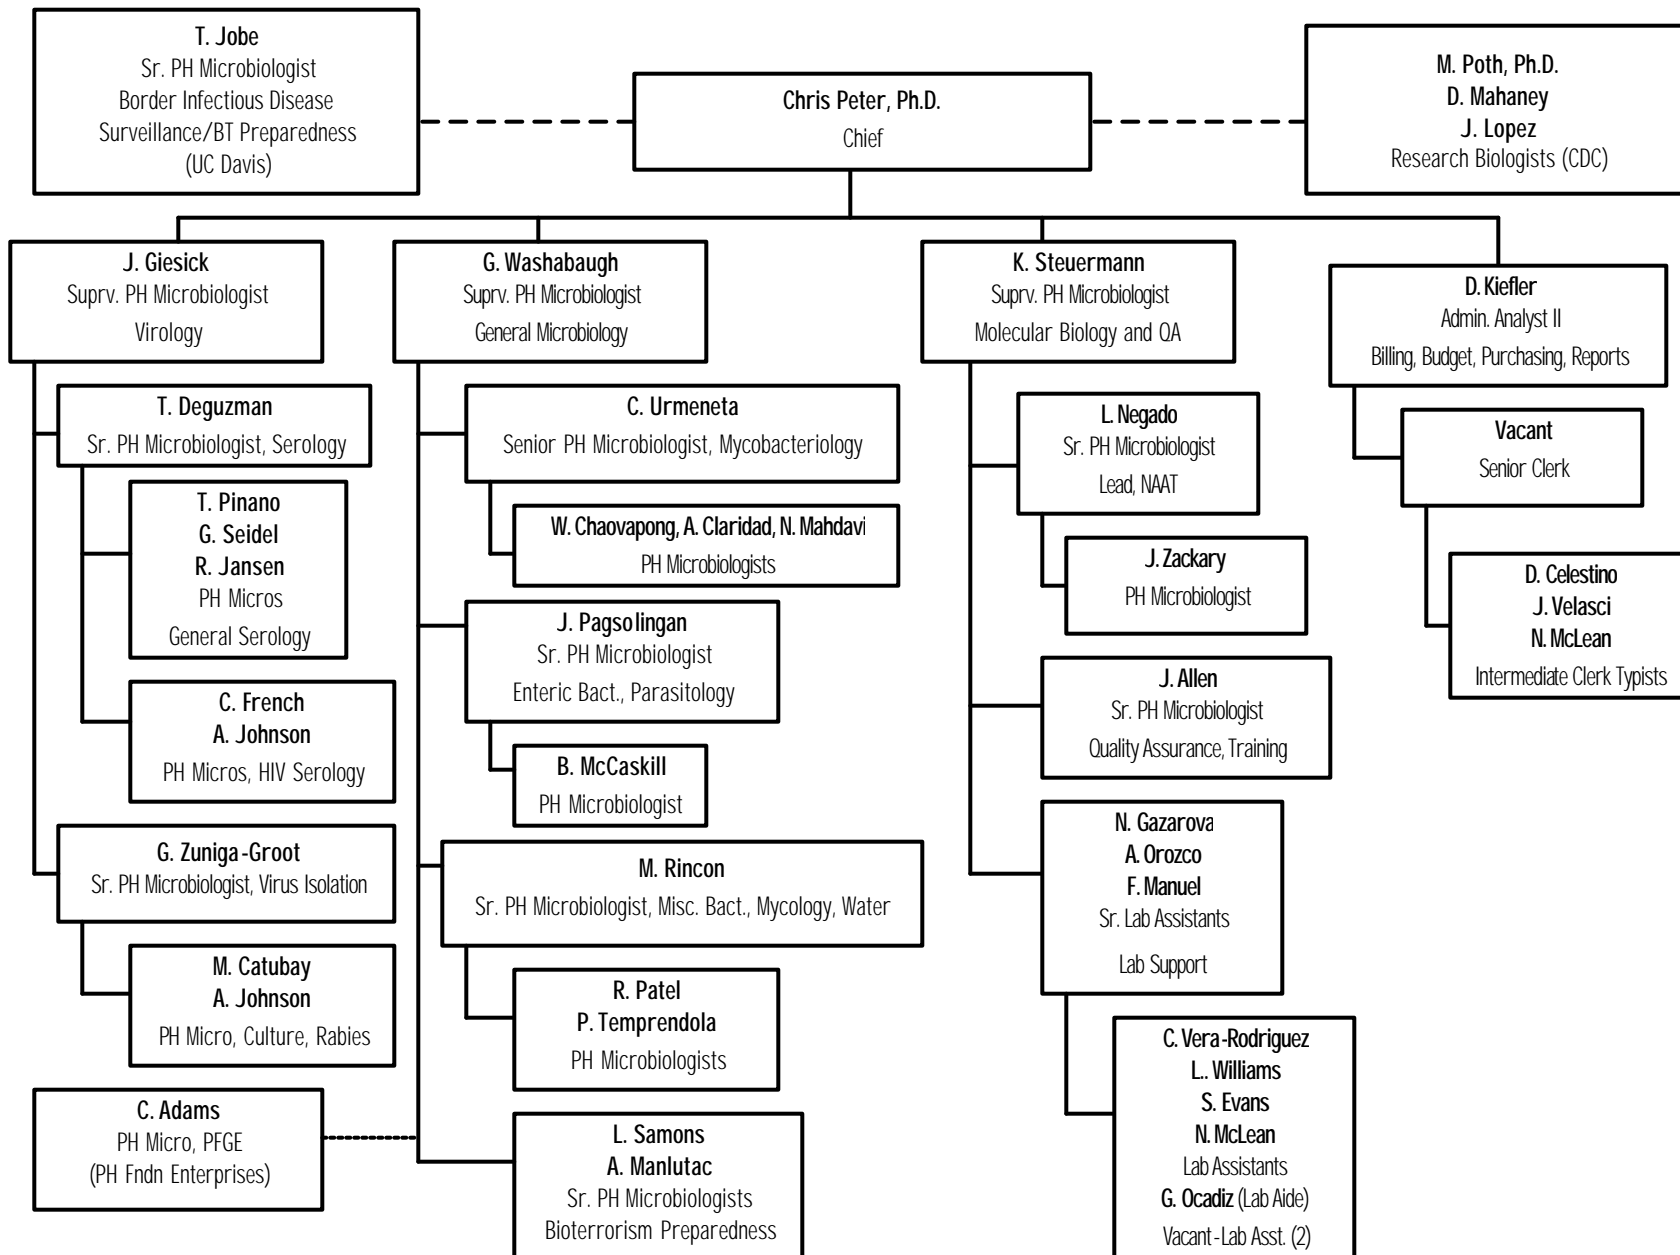 T. Jobe
Sr. PH Microbiologist
Border Infectious Disease
Surveillance/BT Preparedness
(UC Davis)
Chris Peter, Ph.D.
Chief
M. Poth, Ph.D.
D. Mahaney
J. Lopez
Research Biologists (CDC)
J. Giesick
Suprv. PH Microbiologist
Virology
G. Washabaugh
Suprv. PH Microbiologist
General Microbiology
K. Steuermann
Suprv. PH Microbiologist
Molecular Biology and QA
D. Kiefler
Admin. Analyst II
Billing, Budget, Purchasing, Reports
T. Deguzman
Sr. PH Microbiologist, Serology
T. Pinano
G. Seidel
R. Jansen
PH Micros
General Serology
C. French
A. Johnson
PH Micros, HIV Serology
G. Zuniga-Groot
Sr. PH Microbiologist, Virus Isolation
M. Catubay
A. Johnson
PH Micro, Culture, Rabies
C. Adams
PH Micro, PFGE
(PH Fndn Enterprises)
C. Urmeneta
Senior PH Microbiologist, Mycobacteriology
W. Chaovapong, A. Claridad, N. Mahdavi
PH Microbiologists
J. Pagsolingan
Sr. PH Microbiologist
Enteric Bact., Parasitology
B. McCaskill
PH Microbiologist
M. Rincon
Sr. PH Microbiologist, Misc. Bact., Mycology, Water
R. Patel
P. Temprendola
PH Microbiologists
L. Samons
A. Manlutac
Sr. PH Microbiologists
Bioterrorism Preparedness
L. Negado
Sr. PH Microbiologist
Lead, NAAT
J. Zackary
PH Microbiologist
J. Allen
Sr. PH Microbiologist
Quality Assurance, Training
N. Gazarova
A. Orozco
F. Manuel
Sr. Lab Assistants
Lab Support
C. Vera-Rodriguez
L.. Williams
S. Evans
N. McLean
Lab Assistants
G. Ocadiz (Lab Aide)
Vacant-Lab Asst. (2)
Vacant
Senior Clerk
D. Celestino
J. Velasci
N. McLean
Intermediate Clerk Typists